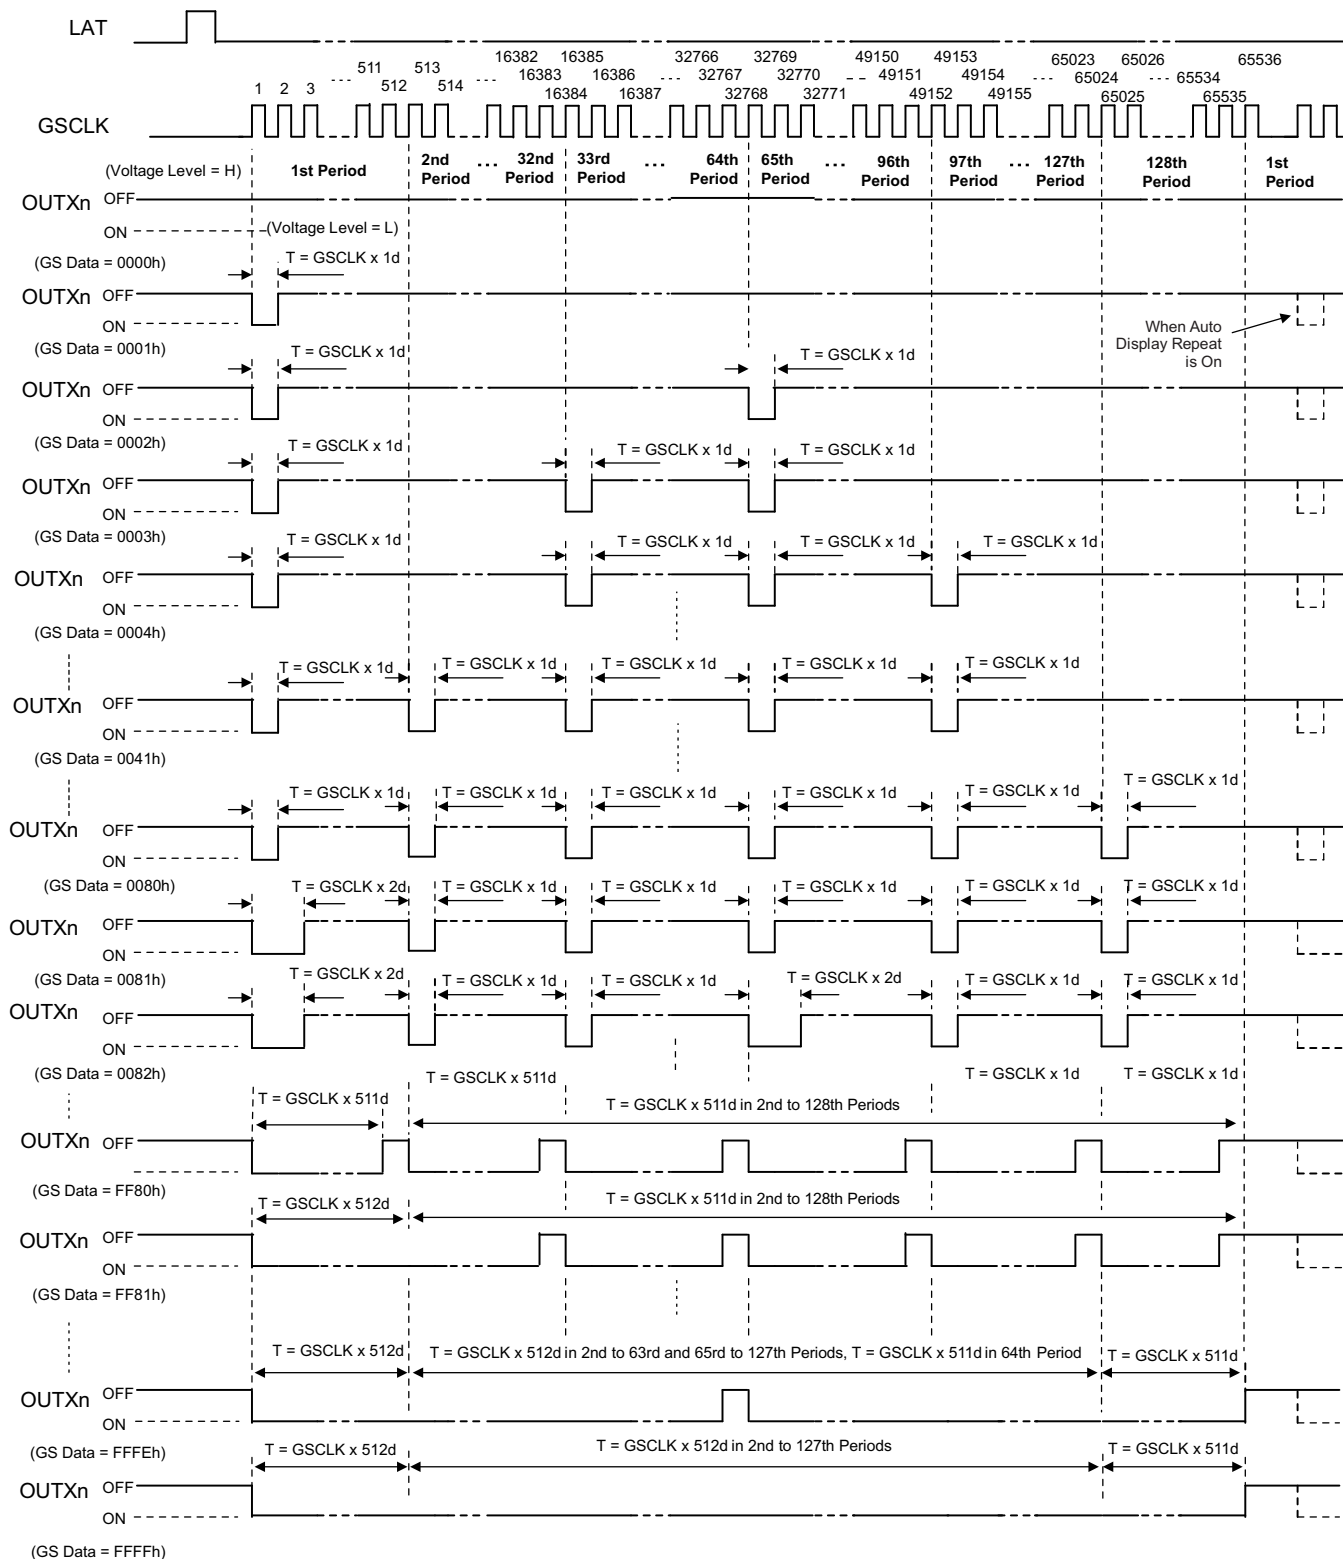 LAT
16382 16385 32766 32769 49150 49153 65023 65026 65536
511 513 ... 16383 16386 ... 32767 32770 -- ... 49151 49154 .... 65024 .... 65534
1 2 3 512 514 16384 16387 32768 32771 49152 49155 65025 65535
GSCLK
(Voltage Level = H) 1st Period 2nd Period ... 32nd Period 33rd Period ... 64th Period 65th Period ... 96th Period 97th Period ... 127th Period 128th Period 1st Period
OUTXn OFF
ON (Voltage Level = L)
(GS Data = 0000h) T = GSCLK x 1d
OUTXn OFF
ON
When Auto
Display Repeat
is On
(GS Data = 0001h) T = GSCLK x 1d T = GSCLK x 1d
OUTXn OFF
ON
(GS Data = 0002h) T = GSCLK x 1d T = GSCLK x 1d T = GSCLK x 1d
OUTXn OFF
ON
(GS Data = 0003h) T = GSCLK x 1d T = GSCLK x 1d T = GSCLK x 1d T = GSCLK x 1d
OUTXn OFF
ON
(GS Data = 0004h)
T = GSCLK x 1d T = GSCLK x 1d T = GSCLK x 1d T = GSCLK x 1d T = GSCLK x 1d
OUTXn OFF
ON
(GS Data = 0041h)
T = GSCLK x 1d T = GSCLK x 1d T = GSCLK x 1d T = GSCLK x 1d T = GSCLK x 1d T = GSCLK x 1d
OUTXn OFF
ON
(GS Data = 0080h) T = GSCLK x 2d T = GSCLK x 1d T = GSCLK x 1d T = GSCLK x 1d T = GSCLK x 1d T = GSCLK x 1d
OUTXn OFF
ON
(GS Data = 0081h) T = GSCLK x 2d T = GSCLK x 1d T = GSCLK x 1d T = GSCLK x 2d T = GSCLK x 1d T = GSCLK x 1d
OUTXn OFF
ON
(GS Data = 0082h) T = GSCLK x 511d T = GSCLK x 1d T = GSCLK x 1d
T = GSCLK x 511d T = GSCLK x 511d in 2nd to 128th Periods
OUTXn OFF
(GS Data = FF80h)
T = GSCLK x 512d T = GSCLK x 511d in 2nd to 128th Periods
OUTXn OFF
ON
(GS Data = FF81h)
T = GSCLK x 512d T = GSCLK x 512d in 2nd to 63rd and 65rd to 127th Periods, T = GSCLK x 511d in 64th Period T = GSCLK x 511d
OUTXn OFF
ON
(GS Data = FFFEh) T = GSCLK x 512d T = GSCLK x 512d in 2nd to 127th Periods T = GSCLK x 511d
OUTXn OFF
ON
(GS Data = FFFFh)